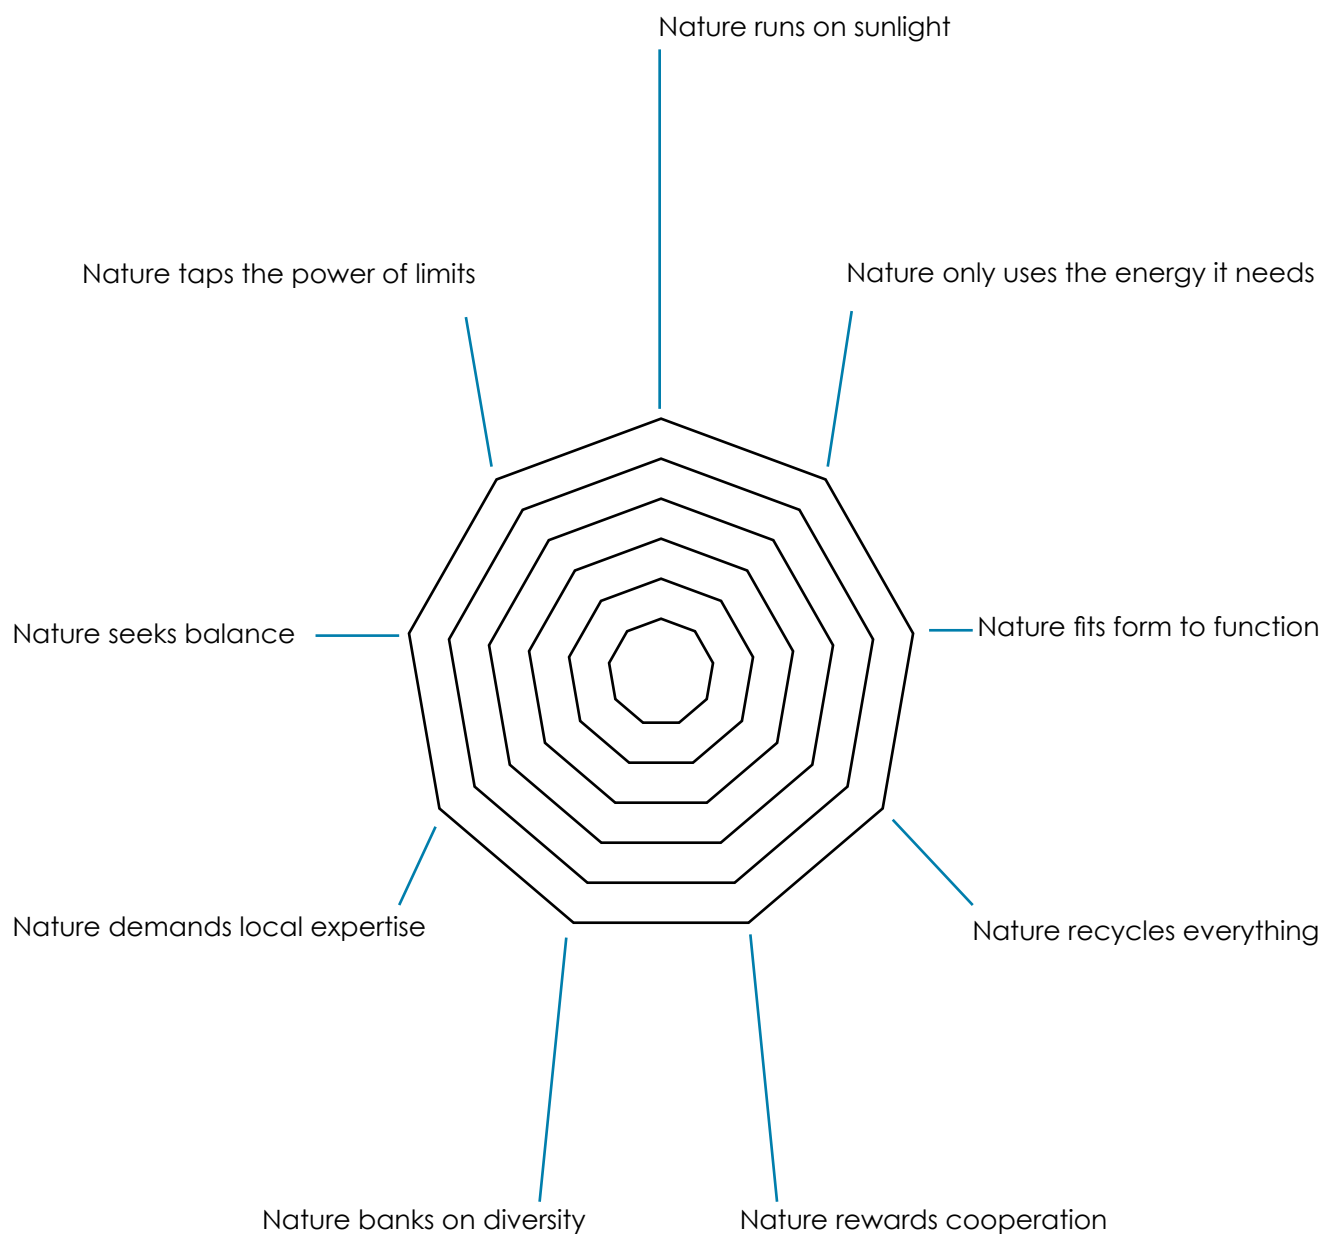 Nature runs on sunlight
Nature taps the power of limits
Nature only uses the energy it needs
Nature seeks balance
Nature fits form to function
Nature demands local expertise
Nature recycles everything
Nature banks on diversity
Nature rewards cooperation